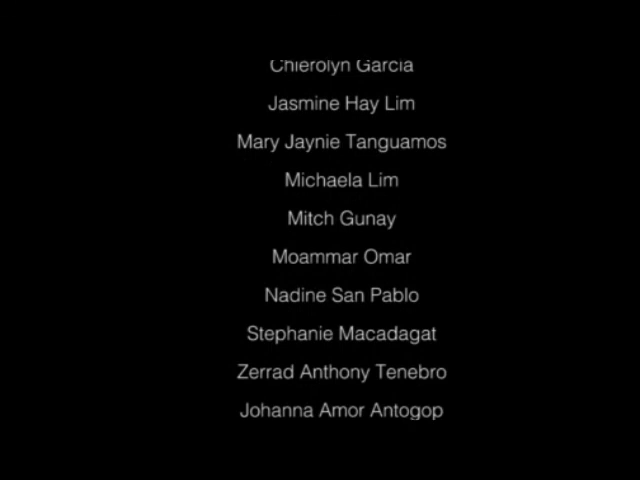 Chierolyn Garcia
Jasmine Hay Lim
Mary Jaynie Tanguamos
Michaela Lim
Mitch Gunay
Moammar Omar
Nadine San Pablo
Stephanie Macadagat
Zerrad Anthony Tenebro
Johanna Amor Antogop